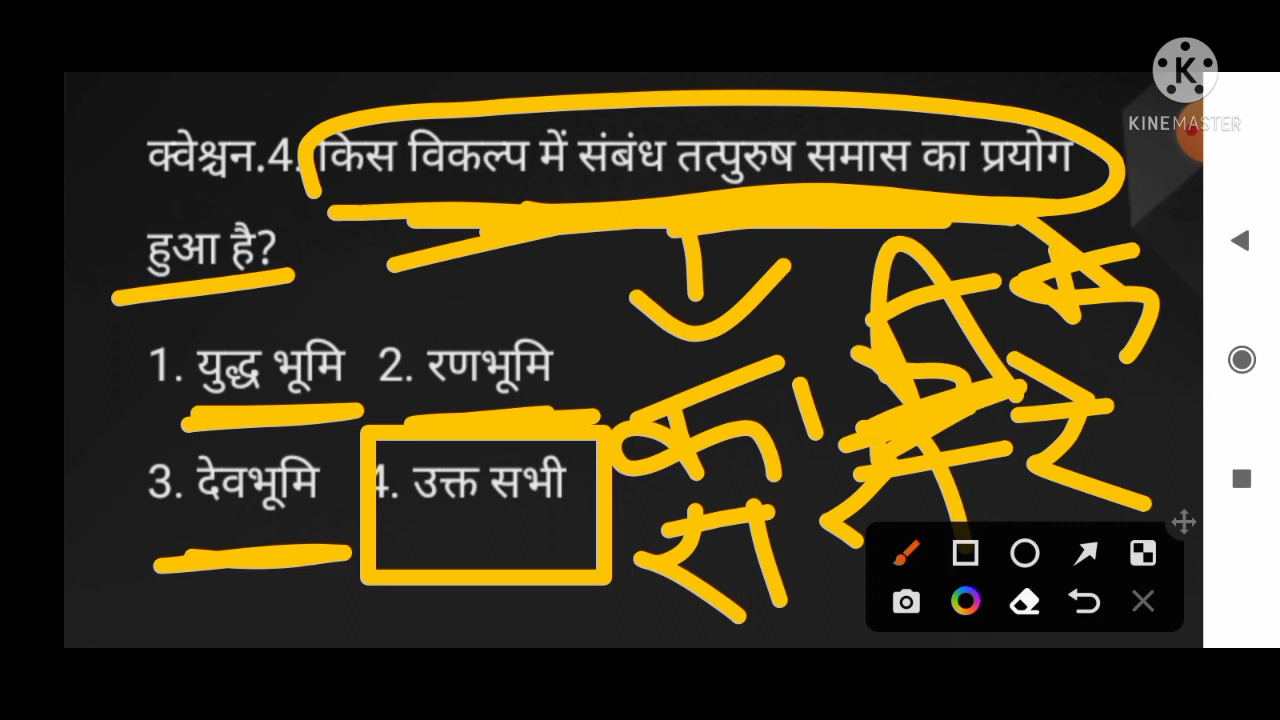 KINEMASTER
क्वेश्चन.4. किस विकल्प में संबंध तत्पुरुष समास का प्रयोग
हुआ है?
1. युद्ध भूमि 2. रणभूमि
3. देवभूमि 4. उक्त सभी